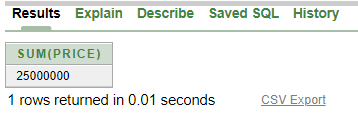 Results Explain Describe Saved SQL History
SUM(PRICE)
25000000
1 rows returned in 0.01 seconds CSV Export